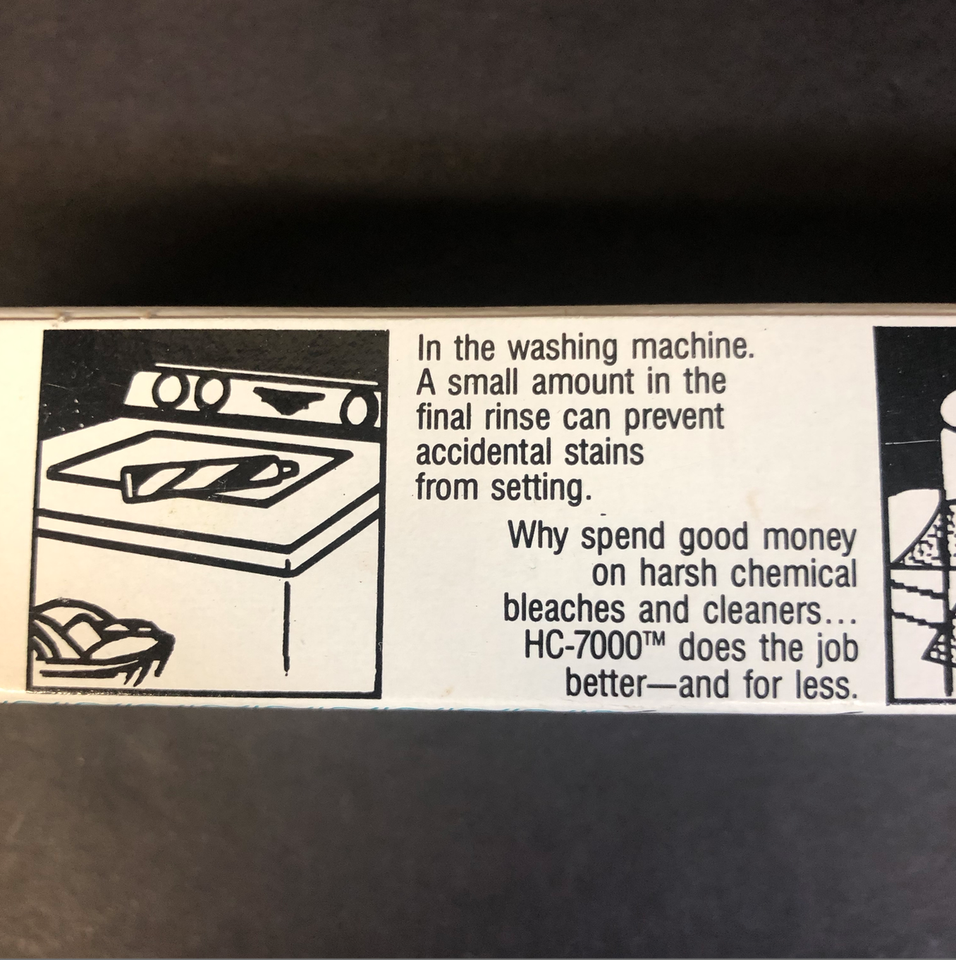 In the washing machine.
A small amount in the
final rinse can prevent
accidental stains
from setting.
Why spend good money
on harsh chemical
bleaches and cleaners...
HC-7000™ does the job
better—and for less.